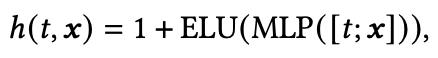 h(t, x) = 1 + ELU(MLP([t; x])),